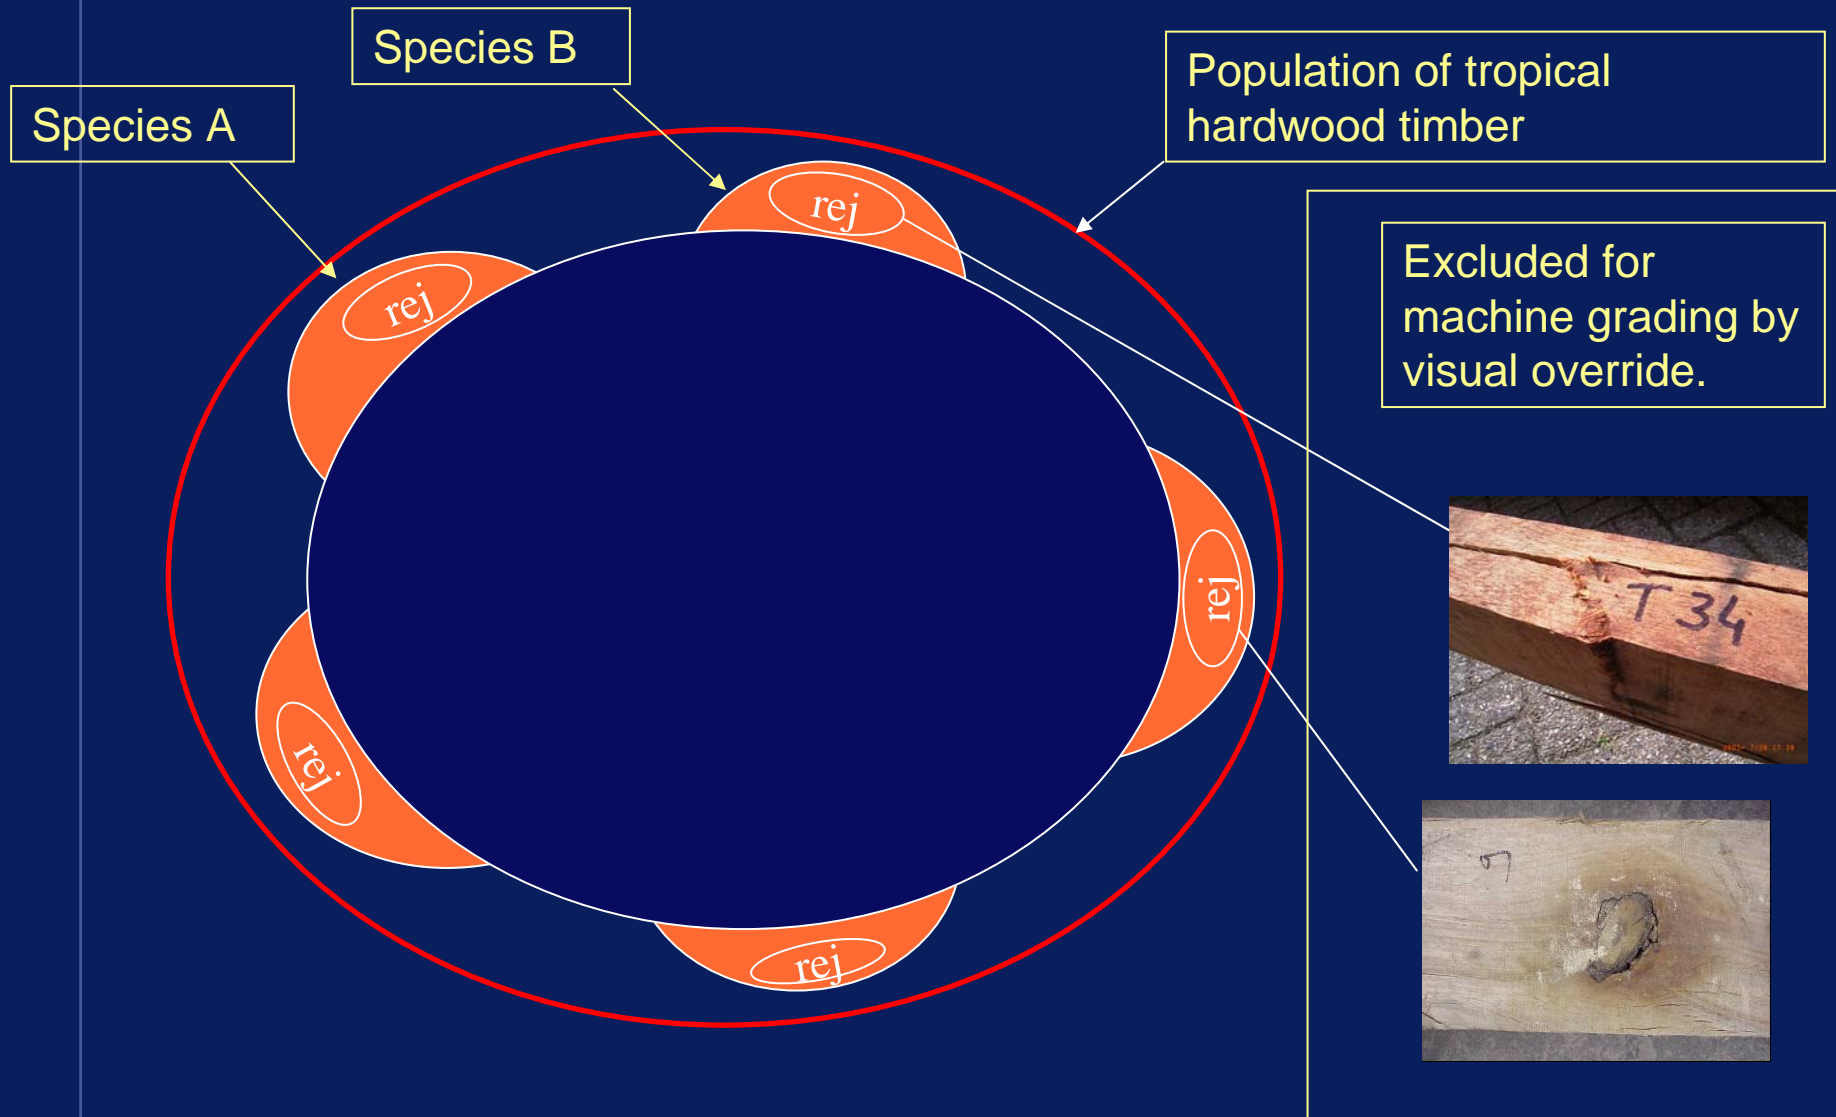 Species B
Species A
Population of tropical
hardwood timber
Excluded for
machine grading by
visual override.
rej
rej
rej
rej
rej
T 34